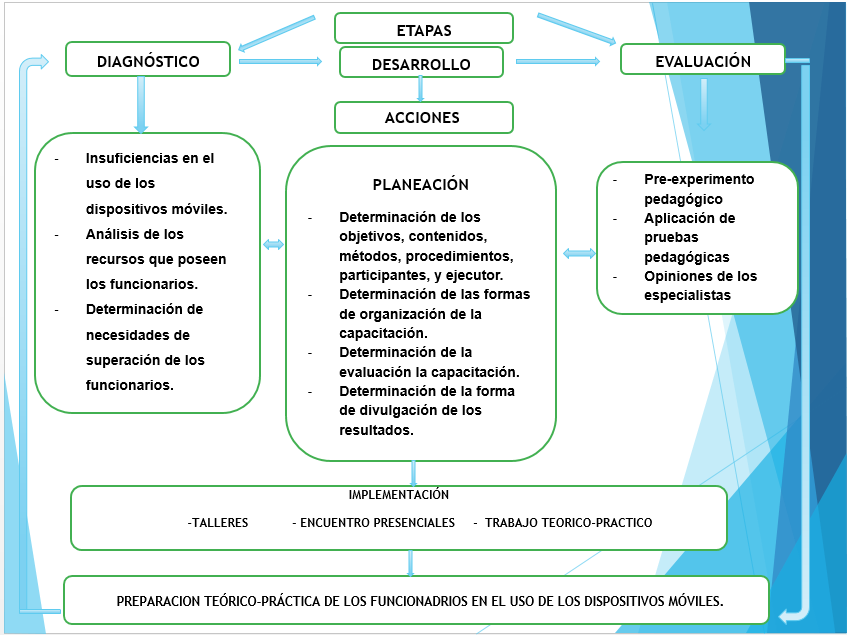 ETAPAS
DIAGNÓSTICO
DESARROLLO
EVALUACIÓN
ACCIONES
- Insuficiencias en el
uso de los
dispositivos móviles.
- Análisis de los
recursos que poseen
los funcionarios.
- Determinación de
necesidades de
superación de los
funcionarios.
PLANEACIÓN
- Determinación de los
objetivos, contenidos,
métodos, procedimientos,
participantes, y ejecutor.
- Determinación de las formas
de organización de la
capacitación.
- Determinación de la
evaluación la capacitación.
- Determinación de la forma
de divulgación de los
resultados.
- Pre-experimento
pedagógico
- Aplicación de
pruebas
pedagógicas
- Opiniones de los
especialistas
IMPLEMENTACIÓN
-TALLERES - ENCUENTRO PRESENCIALES - TRABAJO TEORICO-PRACTICO
PREPARACION TEÓRICO-PRÁCTICA DE LOS FUNCIONADRIOS EN EL USO DE LOS DISPOSITIVOS MÓVILES.